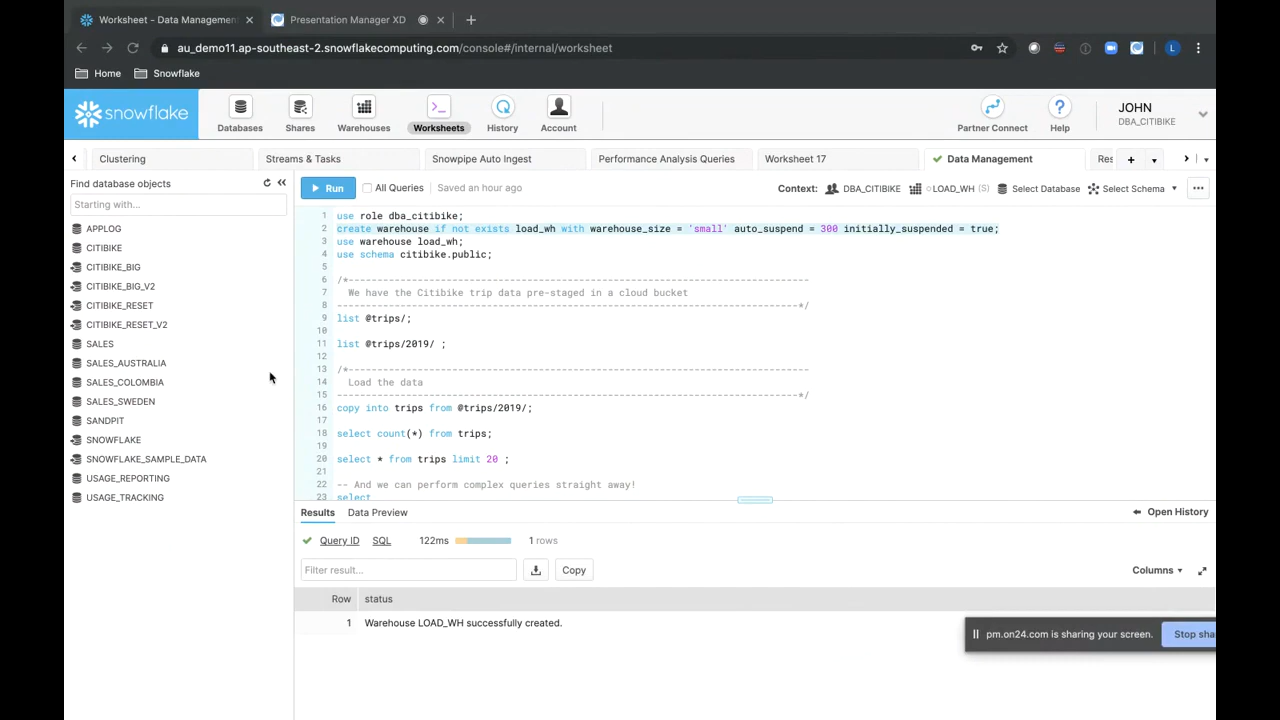 Worksheet - Data Management
Presentation Manager XD
au_demo11.ap-southeast-2.snowflakecomputing.com/console#/internal/worksheet
L
Home
Snowflake
snowflake
Databases
Shares
Warehouses
Worksheets
History
Account
Partner Connect
Help
JOHN
DBA_CITIBIKE
Clustering
Streams & Tasks
Snowpipe Auto Ingest
Performance Analysis Queries
Worksheet 17
Data Management
Res
Find database objects
Starting with...
APPLOG
CITIBIKE
CITIBIKE_BIG
CITIBIKE_BIG_V2
CITIBIKE_RESET
CITIBIKE_RESET_V2
SALES
SALES_AUSTRALIA
SALES_COLOMBIA
SALES_SWEDEN
SANDPIT
SNOWFLAKE
SNOWFLAKE_SAMPLE_DATA
USAGE_REPORTING
USAGE_TRACKING
Run
All Queries
Saved an hour ago
Context: DBA_CITIBIKE LOAD_WH (S) Select Database Select Schema
1 use role dba_citibike;
2 create warehouse if not exists load_wh with warehouse_size = 'small' auto_suspend = 300 initially_suspended = true;
3 use warehouse load_wh;
4 use schema citibike.public;
5
6 /*--------------------------------------------------------------------------------
7 We have the Citibike trip data pre-staged in a cloud bucket
8 --------------------------------------------------------------------------------*/
9 list @trips/;
10
11 list @trips/2019/ ;
12
13 /*--------------------------------------------------------------------------------
14 Load the data
15 --------------------------------------------------------------------------------*/
16 copy into trips from @trips/2019/;
17
18 select count(*) from trips;
19
20 select * from trips limit 20 ;
21
22 -- And we can perform complex queries straight away!
23 select
Results
Data Preview
Open History
Query ID SQL 122ms 1 rows
Filter result...
Copy
Columns
Row status
1 Warehouse LOAD_WH successfully created.
pm.on24.com is sharing your screen.
Stop sha